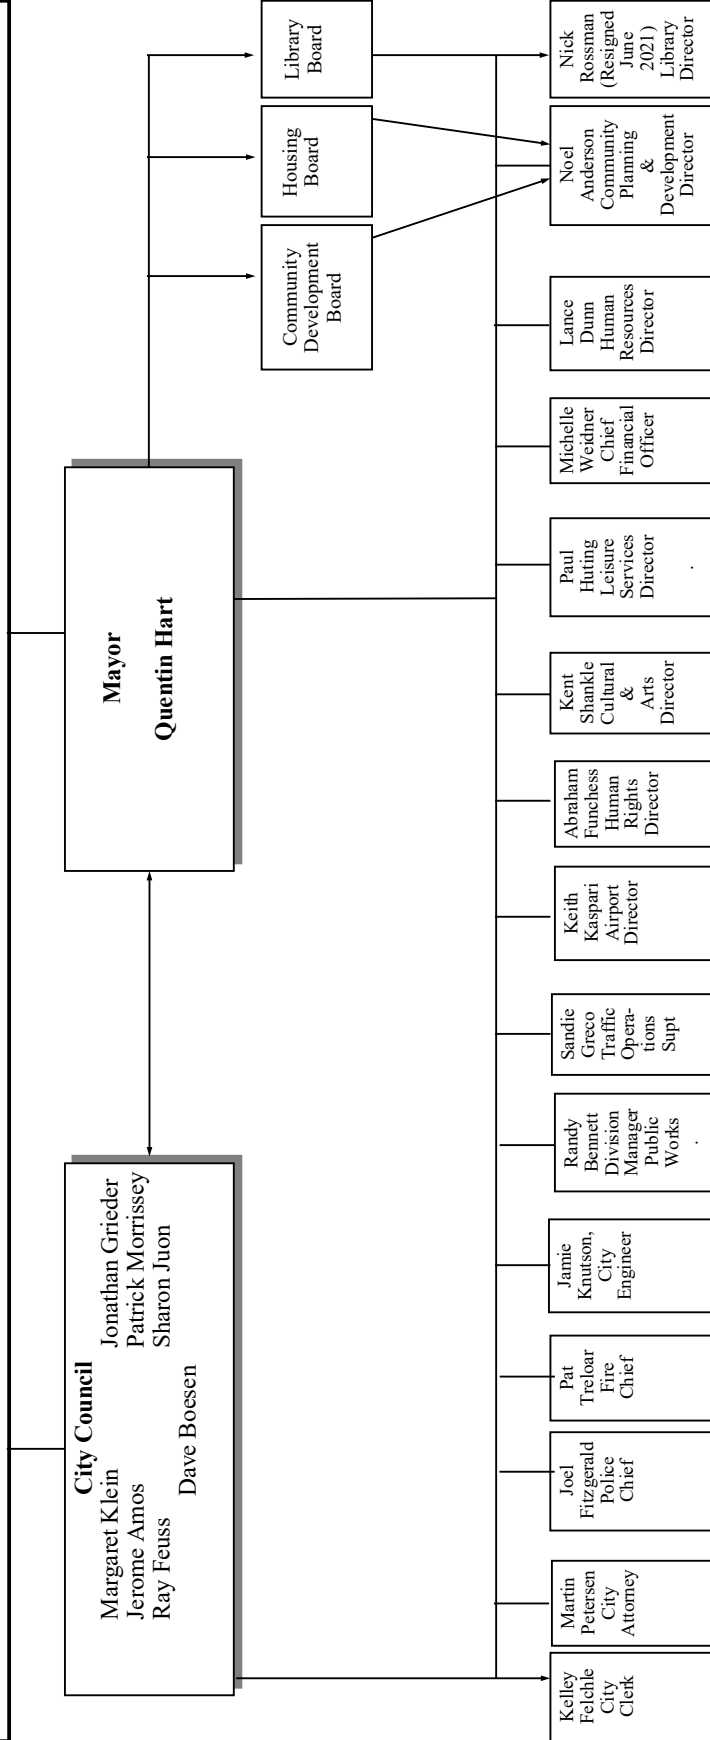 City Council
Margaret Klein
Jonathan Grieder
Jerome Amos
Patrick Morrissey
Ray Feuss
Sharon Juon
Dave Boesen
Mayor
Quentin Hart
Community
Development
Board
Housing
Board
Library
Board
Kelley
Felchle
City
Clerk
Martin
Petersen
City
Attorney
Joel
Fitzgerald
Police
Chief
Pat
Treloar
Fire
Chief
Jamie
Knutson,
City
Engineer
Randy
Bennett
Division
Manager
Public
Works
.
Sandie
Greco
Traffic
Opera-
tions
Supt
Keith
Kaspari
Airport
Director
Abraham
Funchess
Human
Rights
Director
Kent
Shankle
Cultural
&
Arts
Director
Paul
Huting
Leisure
Services
Director
.
Michelle
Weidner
Chief
Financial
Officer
Lance
Dunn
Human
Resources
Director
Noel
Anderson
Community
Planning
&
Development
Director
Nick
Rossman
(Resigned
June
2021)
Library
Director